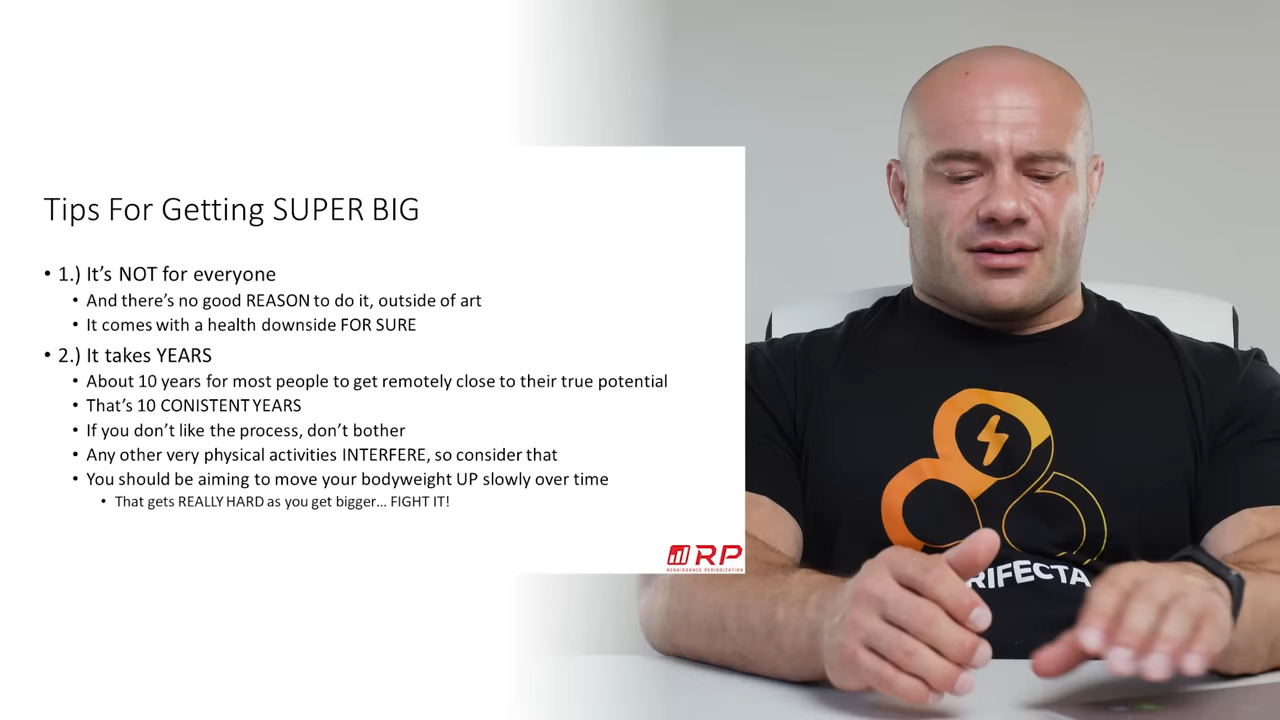 Tips For Getting SUPER BIG
• 1.) It's NOT for everyone
• And there's no good REASON to do it, outside of art
• It comes with a health downside FOR SURE
• 2.) It takes YEARS
• About 10 years for most people to get remotely close to their true potential
• That's 10 CONISTENT YEARS
• If you don't like the process, don't bother
• Any other very physical activities INTERFERE, so consider that
• You should be aiming to move your bodyweight UP slowly over time
• That gets REALLY HARD as you get bigger... FIGHT IT!
RP
RENAISSANCE PERIODIZATION
RIFECTA